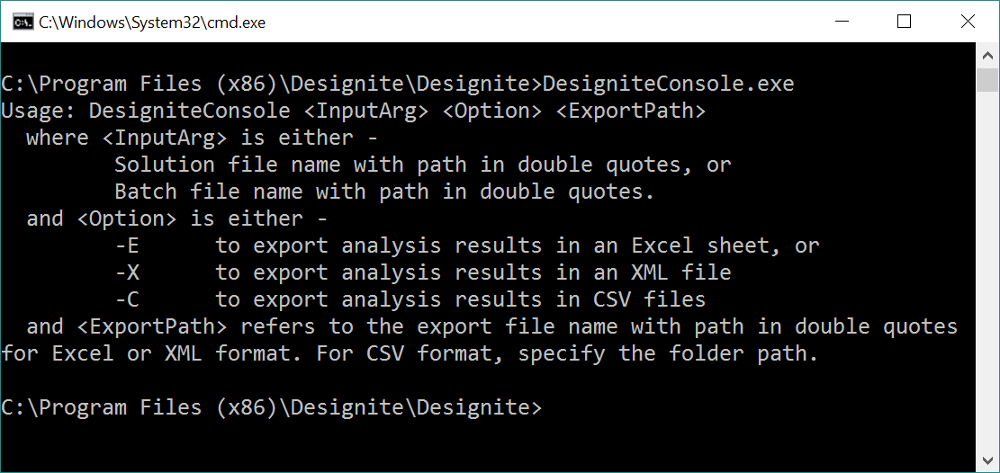 C:\Windows\System32\cmd.exe
C:\Program Files (x86)\Designite\Designite>DesigniteConsole.exe
Usage: DesigniteConsole <InputArg> <Option> <ExportPath>
where <InputArg> is either -
Solution file name with path in double quotes, or
Batch file name with path in double quotes.
and <Option> is either -
-E to export analysis results in an Excel sheet, or
-X to export analysis results in an XML file
-C to export analysis results in CSV files
and <ExportPath> refers to the export file name with path in double quotes
for Excel or XML format. For CSV format, specify the folder path.
C:\Program Files (x86)\Designite\Designite>